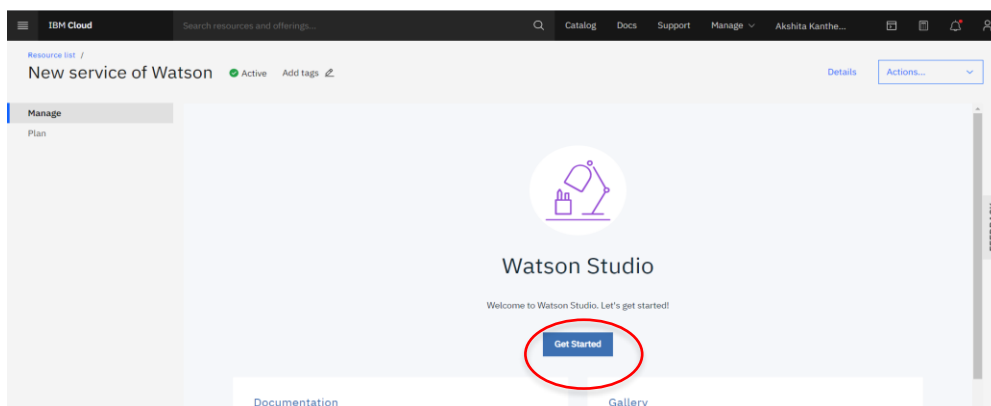 IBM Cloud Search resources and offerings... Catalog Docs Support Manage Akshita Kanthe...
Resource list /
New service of Watson Active Add tags Details Actions...
Manage
Plan
Watson Studio
Welcome to Watson Studio. Let's get started!
Get Started
Documentation Gallery